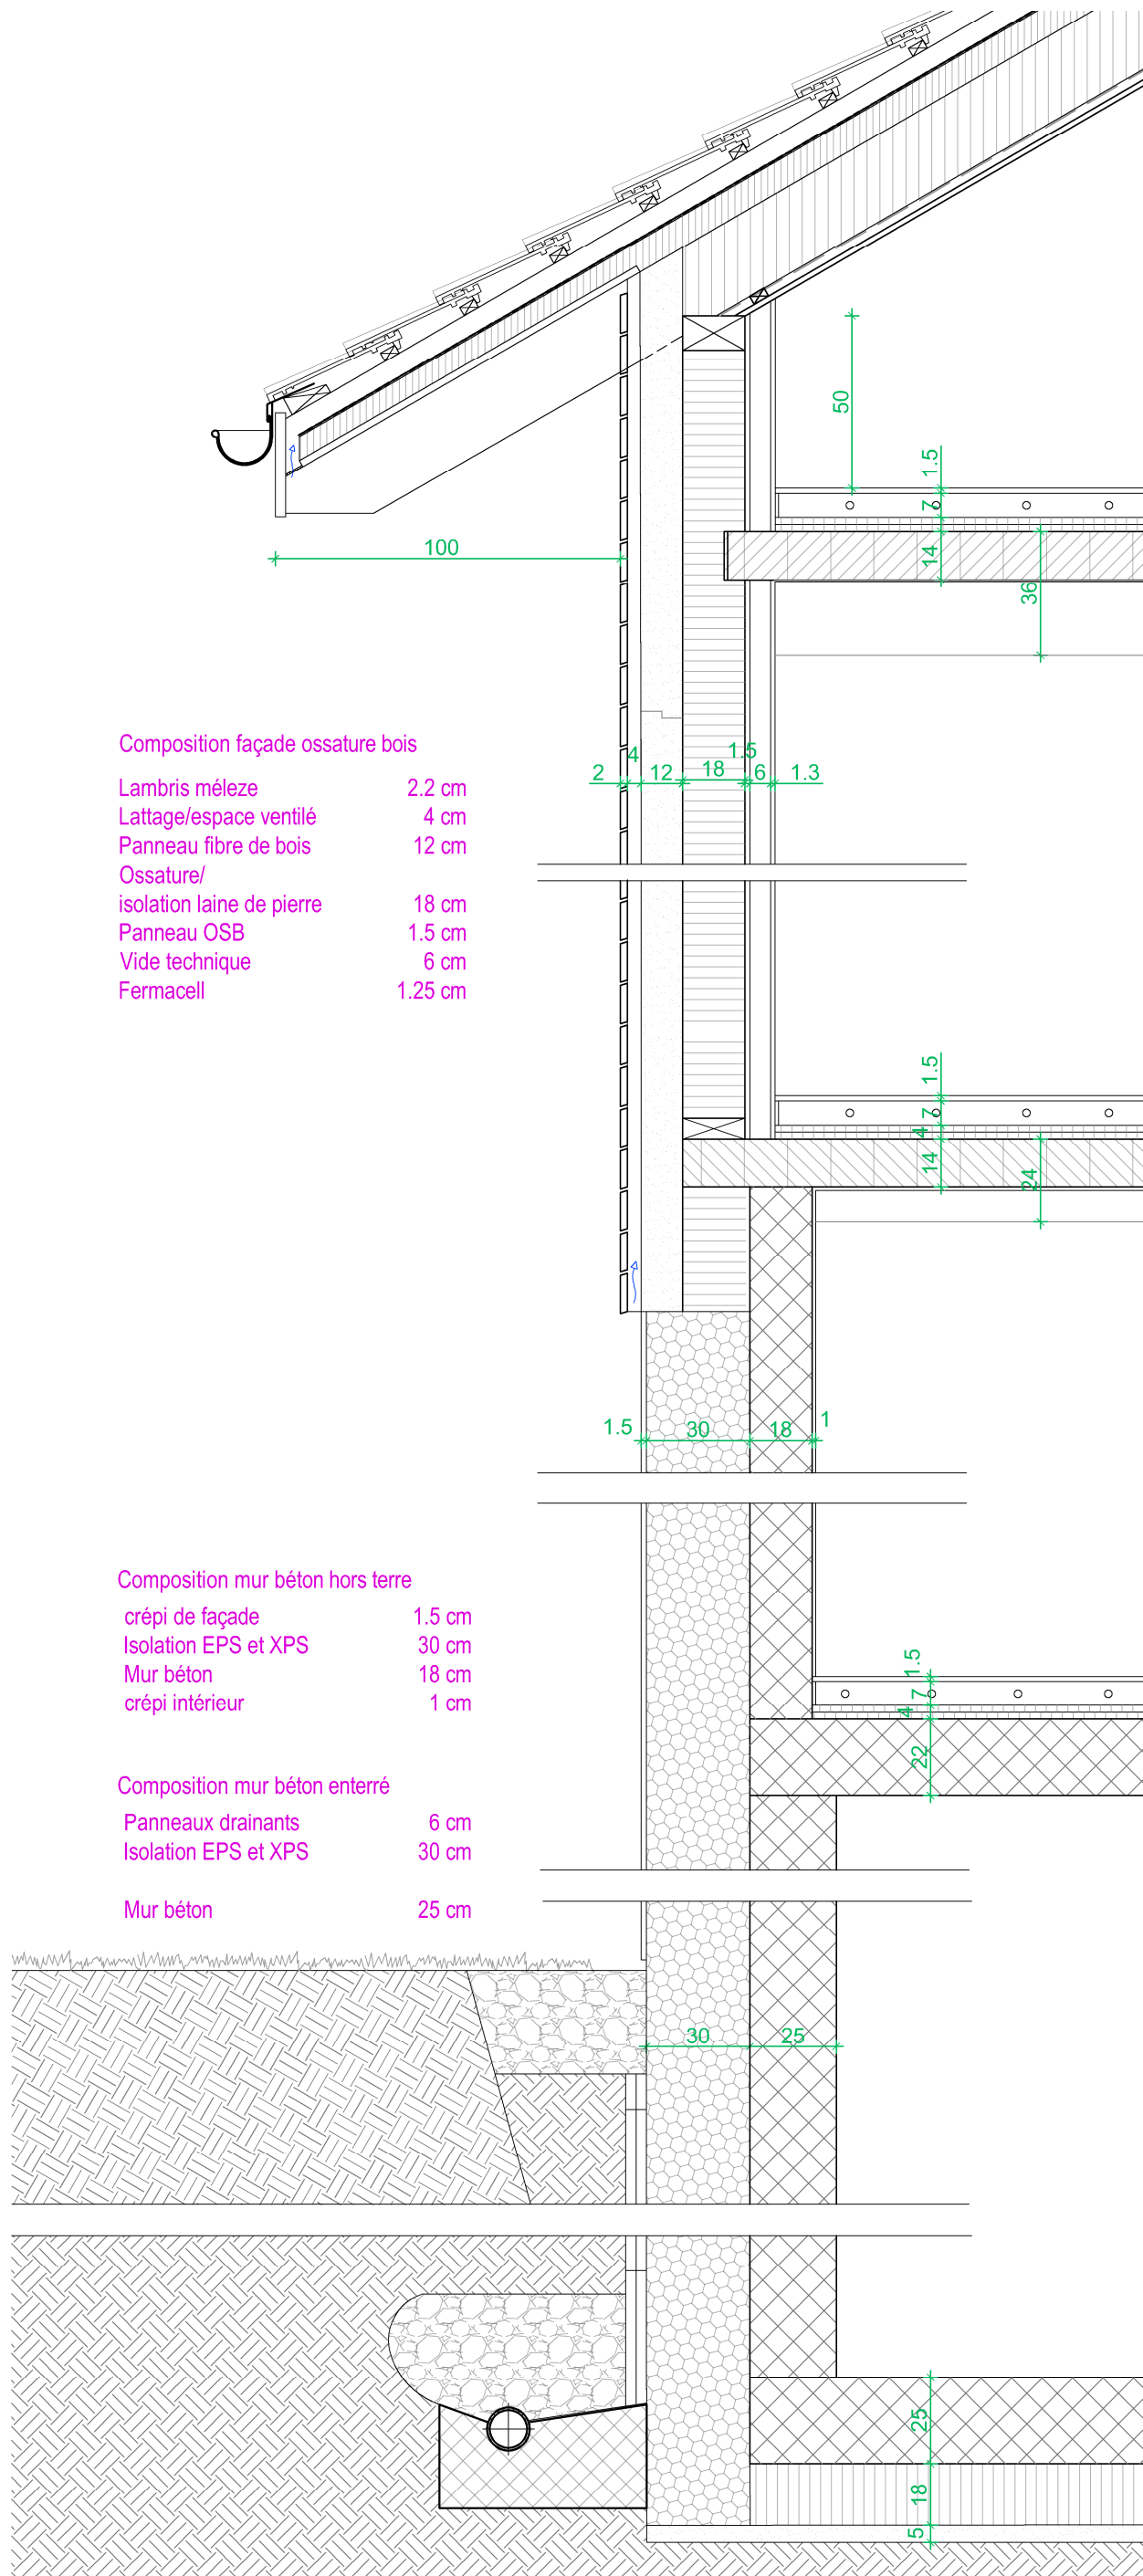 50
1.5
7
14
36
100
Composition façade ossature bois
Lambris méleze 2.2 cm
Lattage/espace ventilé 4 cm
Panneau fibre de bois 12 cm
Ossature/
isolation laine de pierre 18 cm
Panneau OSB 1.5 cm
Vide technique 6 cm
Fermacell 1.25 cm
2 4 12 18 1.5 6 1.3
1.5
7
4
14
24
1.5 30 18 1
Composition mur béton hors terre
crépi de façade 1.5 cm
Isolation EPS et XPS 30 cm
Mur béton 18 cm
crépi intérieur 1 cm
1.5
7
4
22
Composition mur béton enterré
Panneaux drainants 6 cm
Isolation EPS et XPS 30 cm
Mur béton 25 cm
30 25
25
18
5